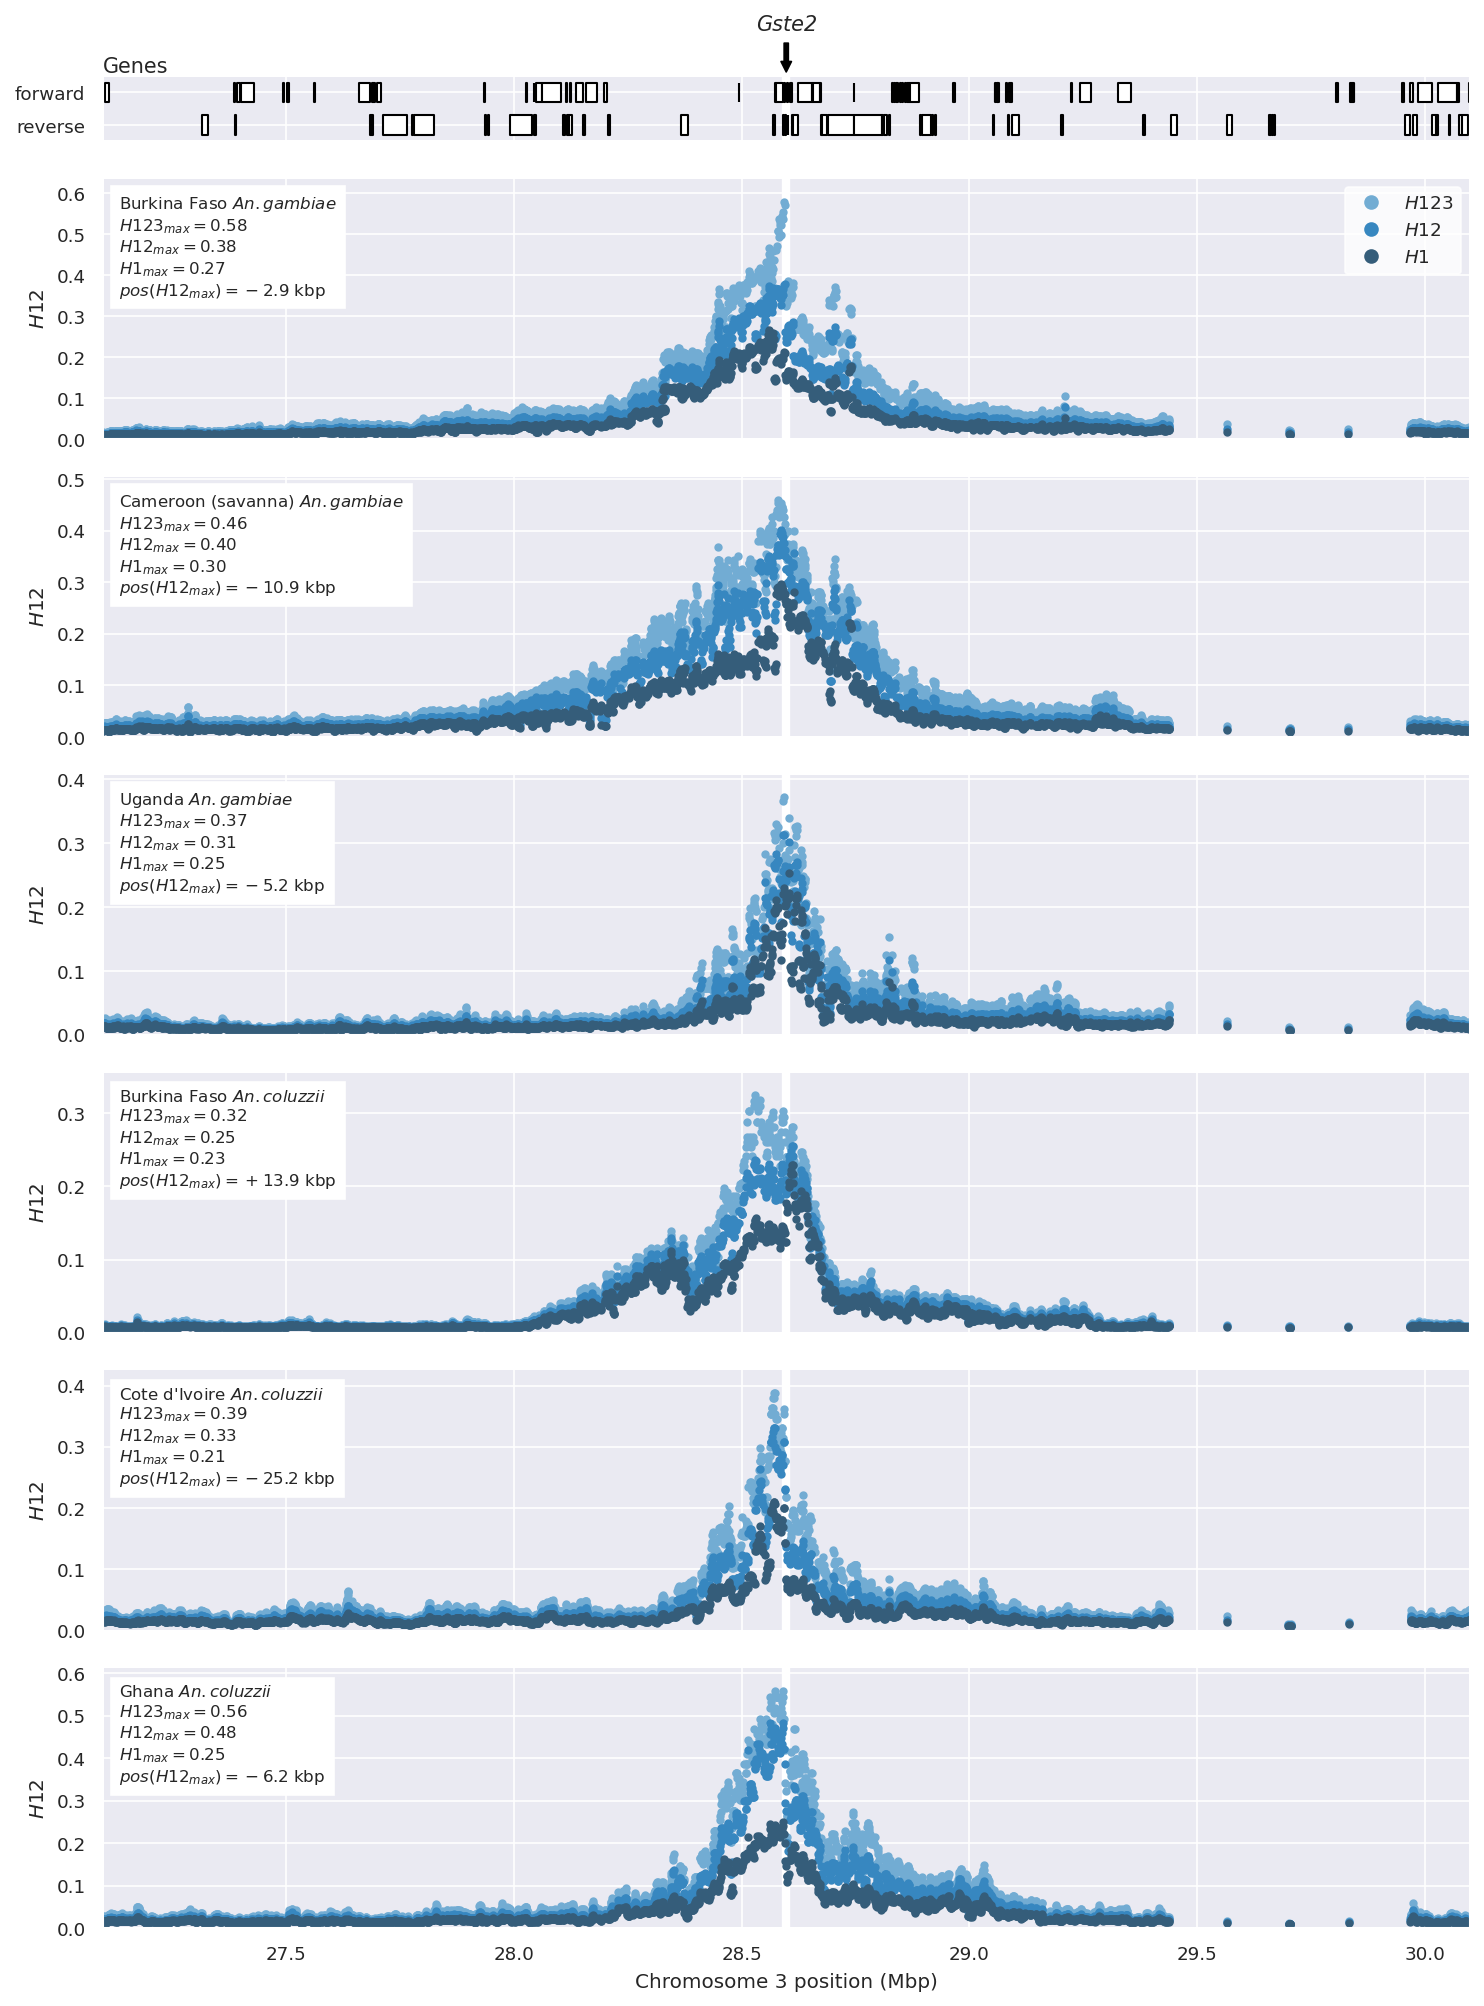 Gste2
Genes
forward
reverse
0.6
0.5
0.4
0.3
0.2
0.1
0.0
H12
Burkina Faso An. gambiae
H123max = 0.58
H12max = 0.38
H1max = 0.27
pos(H12max) = − 2.9 kbp
H123
H12
H1
0.5
0.4
0.3
0.2
0.1
0.0
H12
Cameroon (savanna) An. gambiae
H123max = 0.46
H12max = 0.40
H1max = 0.30
pos(H12max) = − 10.9 kbp
0.4
0.3
0.2
0.1
0.0
H12
Uganda An. gambiae
H123max = 0.37
H12max = 0.31
H1max = 0.25
pos(H12max) = − 5.2 kbp
0.3
0.2
0.1
0.0
H12
Burkina Faso An. coluzzii
H123max = 0.32
H12max = 0.25
H1max = 0.23
pos(H12max) = + 13.9 kbp
0.4
0.3
0.2
0.1
0.0
H12
Cote d'Ivoire An. coluzzii
H123max = 0.39
H12max = 0.33
H1max = 0.21
pos(H12max) = − 25.2 kbp
0.6
0.5
0.4
0.3
0.2
0.1
0.0
H12
Ghana An. coluzzii
H123max = 0.56
H12max = 0.48
H1max = 0.25
pos(H12max) = − 6.2 kbp
27.5 28.0 28.5 29.0 29.5 30.0
Chromosome 3 position (Mbp)